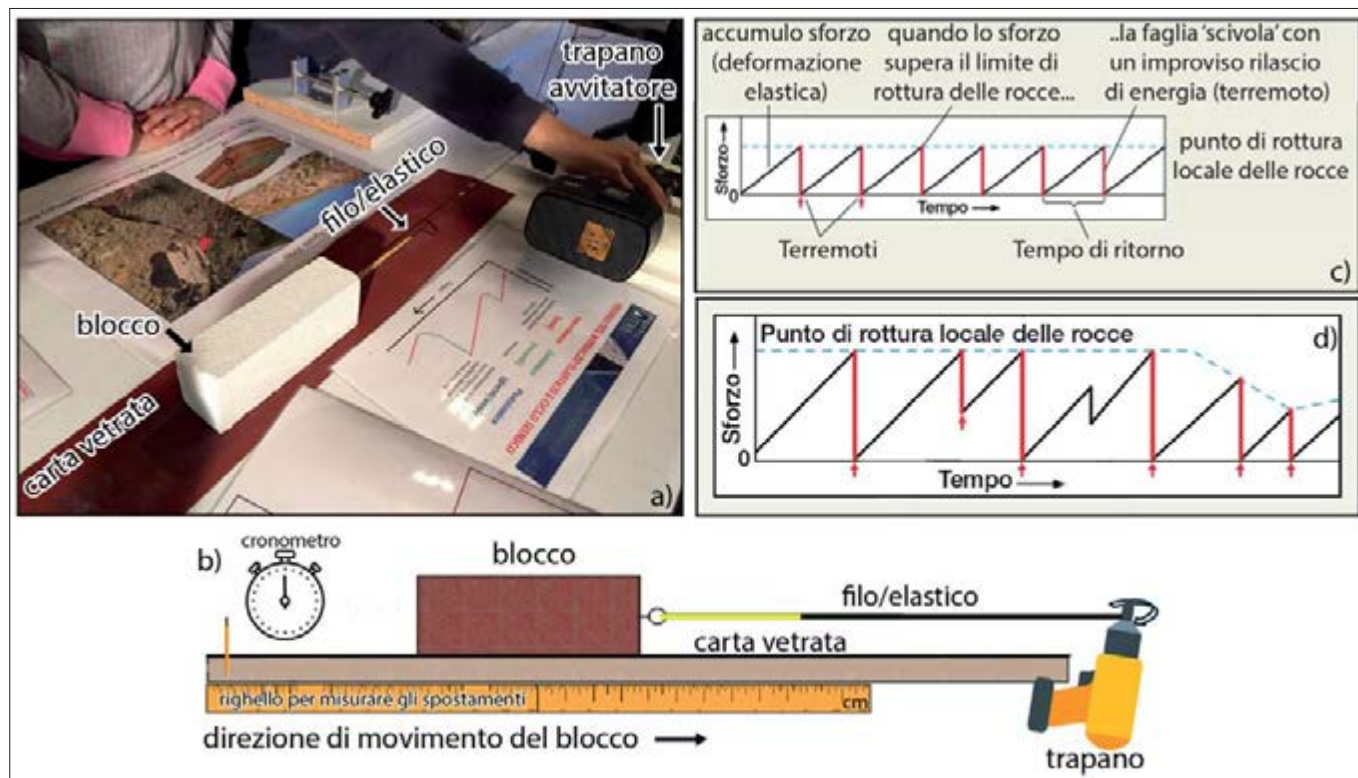 trapano
avvitatore
filo/elastico
blocco
carta vetrata
a)
accumulo sforzo
(deformazione
elastica)
quando lo sforzo
supera il limite di
rottura delle rocce...
..la faglia 'scivola' con
un improviso rilascio
di energia (terremoto)
Sforzo
0
Tempo
punto di rottura
locale delle rocce
Terremoti
Tempo di ritorno
c)
Punto di rottura locale delle rocce
d)
Sforzo
0
Tempo
b)
cronometro
blocco
filo/elastico
carta vetrata
righello per misurare gli spostamenti
cm
direzione di movimento del blocco
trapano